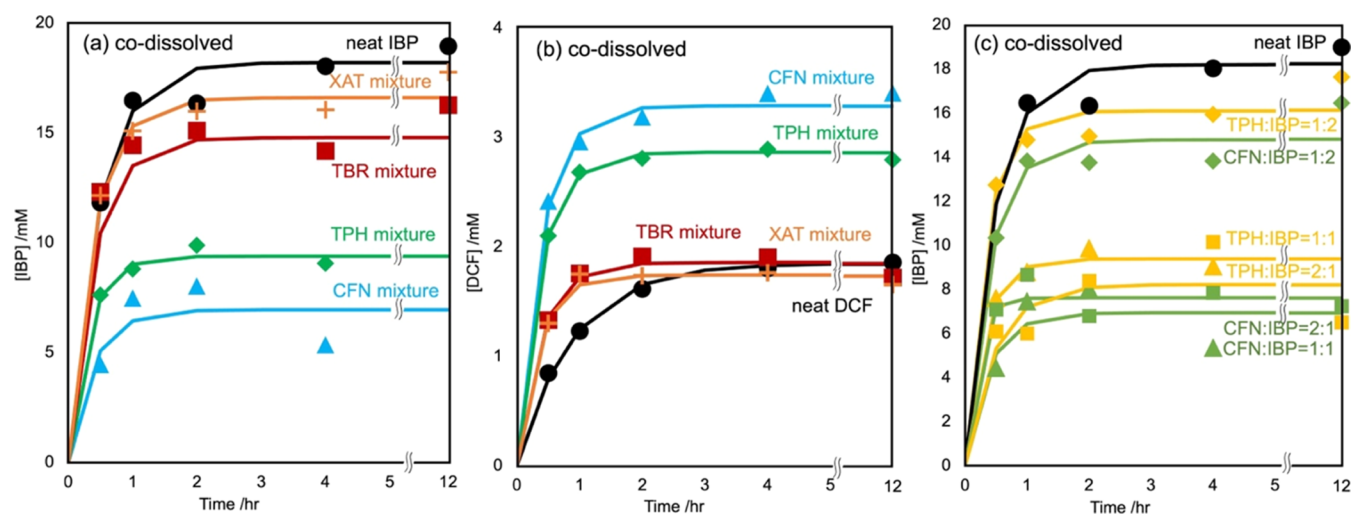 (a) co-dissolved
neat IBP
XAT mixture
TBR mixture
TPH mixture
CFN mixture
[IBP] /mM
20
15
10
5
0
0 1 2 3 4 5 12
Time /hr
(b) co-dissolved
CFN mixture
TPH mixture
TBR mixture
XAT mixture
neat DCF
[DCF] /mM
4
3
2
1
0
0 1 2 3 4 5 12
Time /hr
(c) co-dissolved
neat IBP
TPH:IBP=1:2
CFN:IBP=1:2
TPH:IBP=1:1
TPH:IBP=2:1
CFN:IBP=2:1
CFN:IBP=1:1
[IBP] /mM
20
18
16
14
12
10
8
6
4
2
0
0 1 2 3 4 5 12
Time /hr